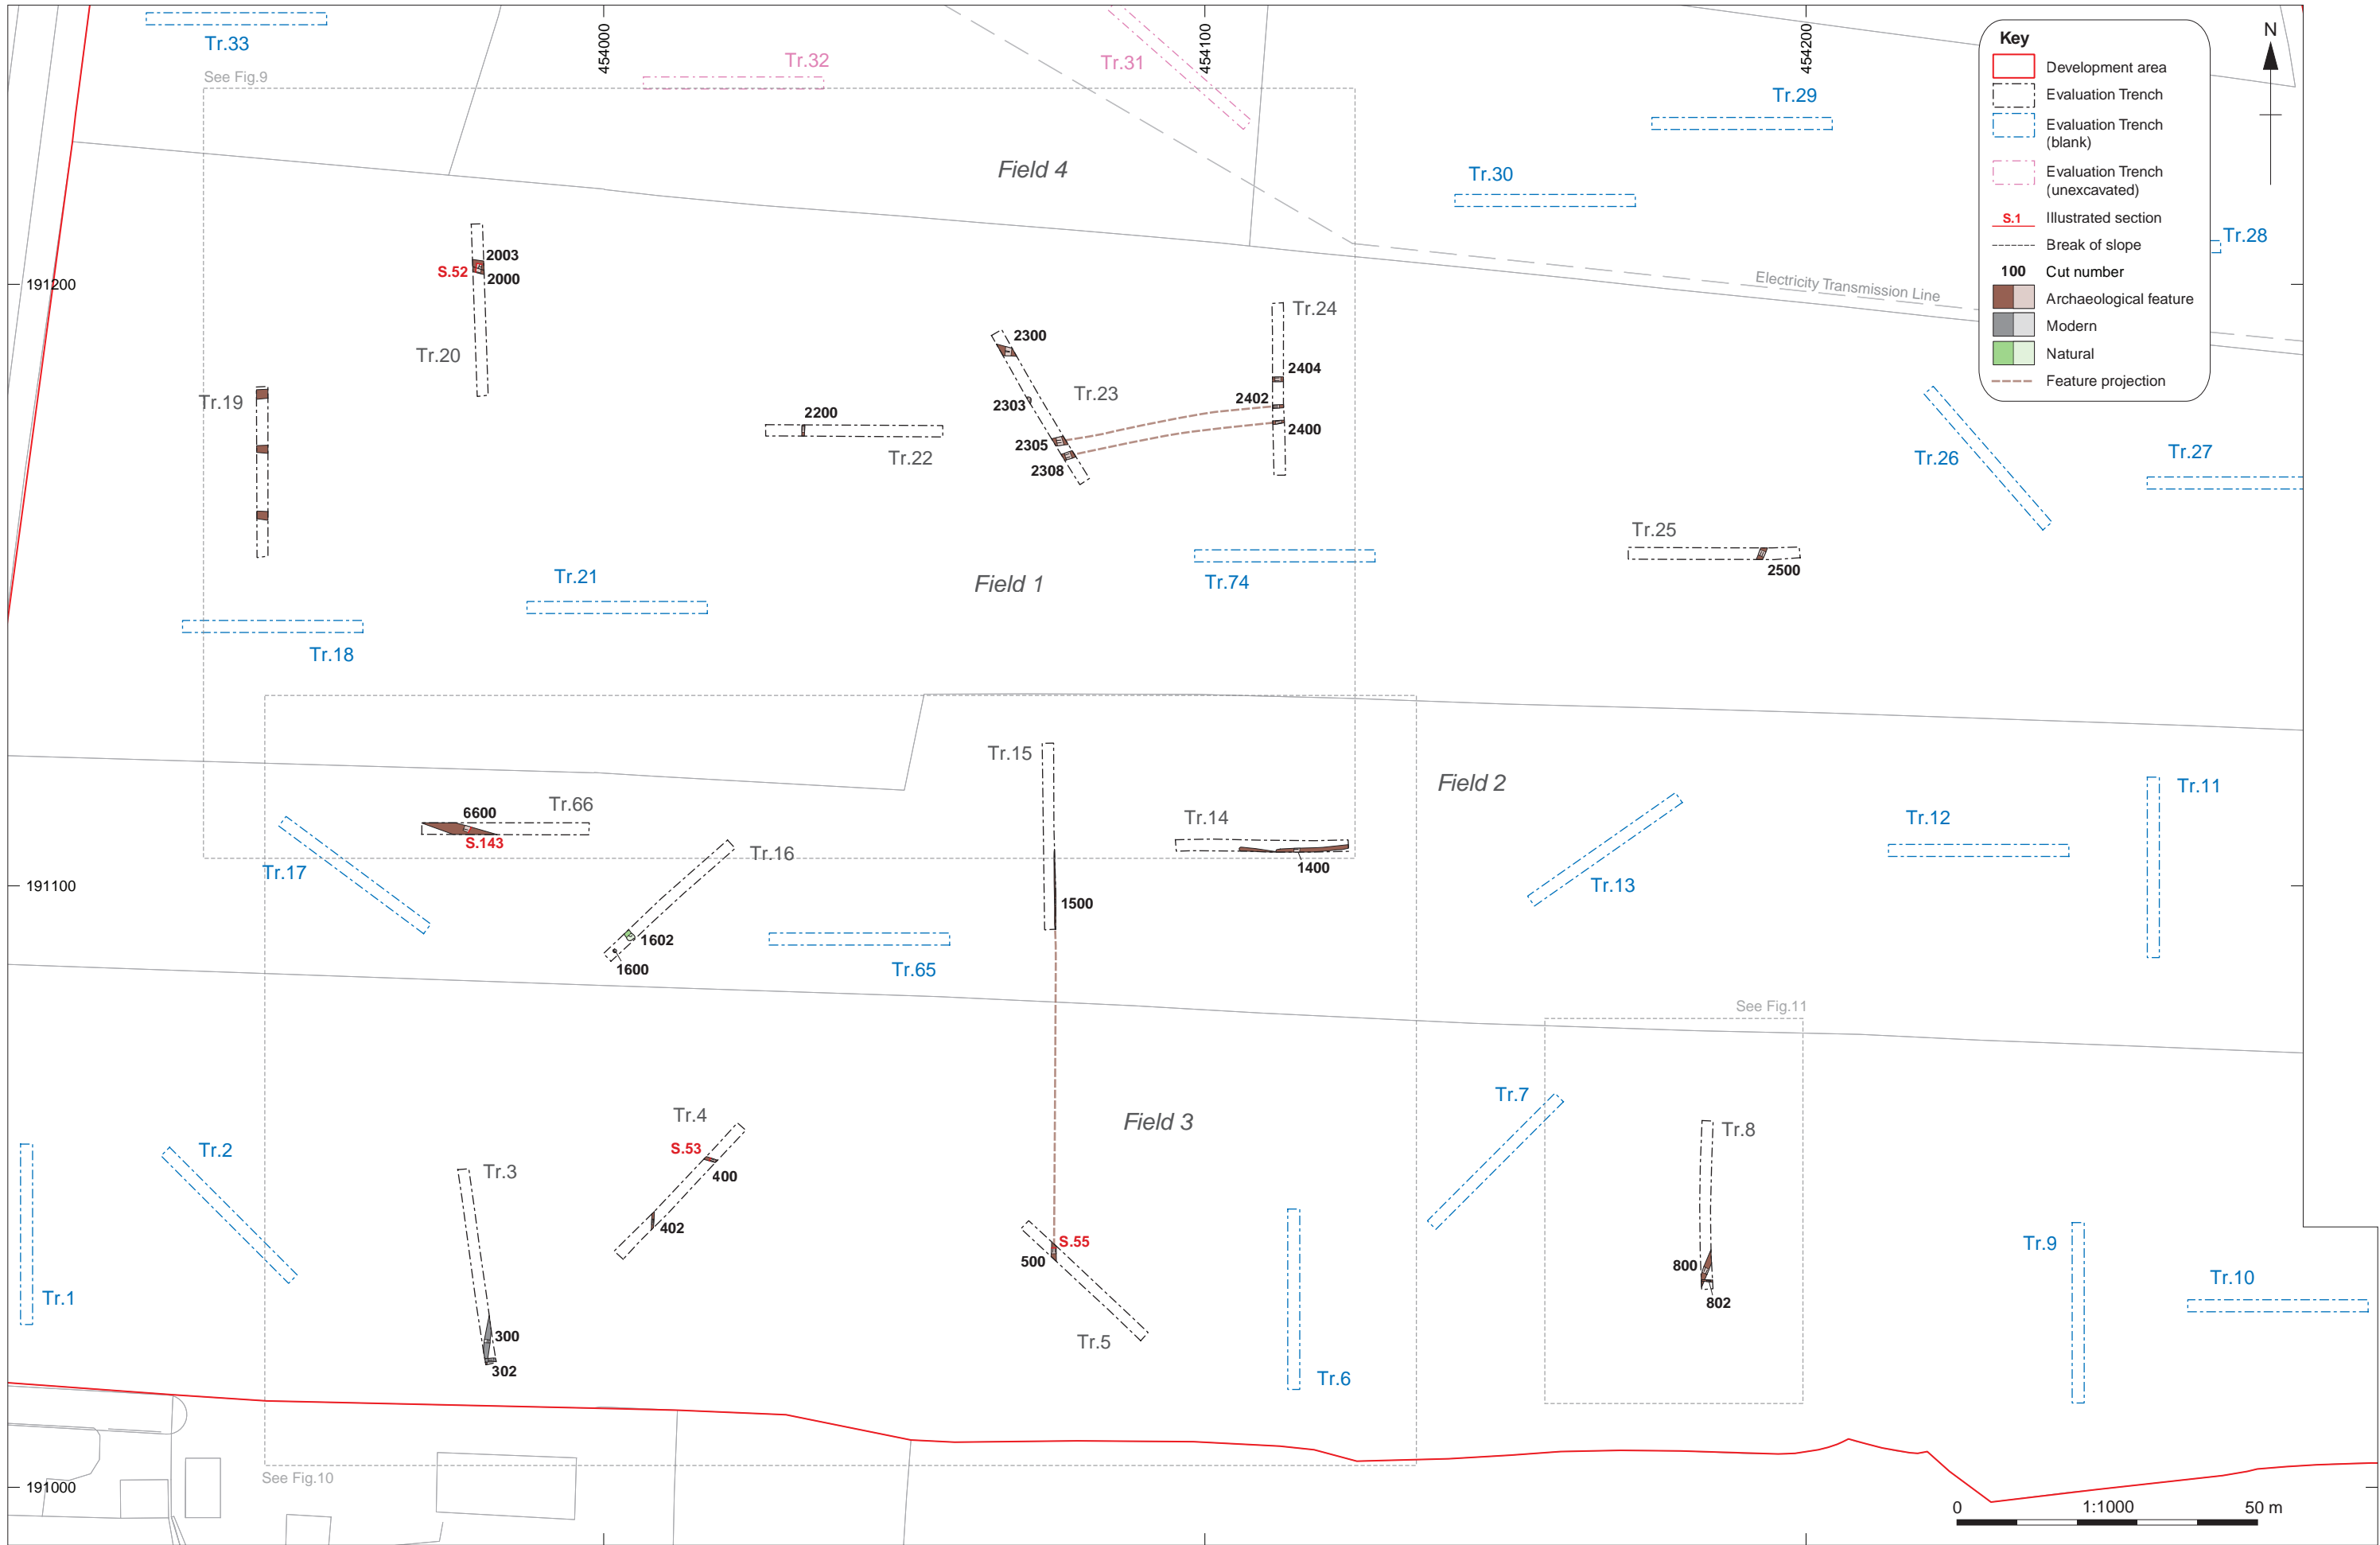 Tr.33
See Fig.9
454000
Tr.32
Tr.31
454100
454200
Tr.29
Key
Development area
Evaluation Trench
Evaluation Trench
(blank)
Evaluation Trench
(unexcavated)
S.1 Illustrated section
Break of slope
100 Cut number
Archaeological feature
Modern
Natural
Feature projection
N
Field 4
Tr.30
Tr.28
Electricity Transmission Line
191200
2003
S.52
2000
Tr.20
Tr.19
2300
Tr.23
2303
2305
2308
Tr.24
2404
2402
2400
2200
Tr.22
Tr.26
Tr.27
Tr.25
2500
Tr.21
Field 1
Tr.74
Tr.18
Tr.15
Field 2
Tr.11
6600
Tr.66
S.143
Tr.14
1400
Tr.12
Tr.16
Tr.17
Tr.13
191100
1500
1602
1600
Tr.65
See Fig.11
Tr.7
Tr.4
Field 3
Tr.8
Tr.2
S.53
400
Tr.3
402
S.55
500
Tr.9
800
802
Tr.10
Tr.1
300
302
Tr.5
Tr.6
See Fig.10
191000
0 1:1000 50 m